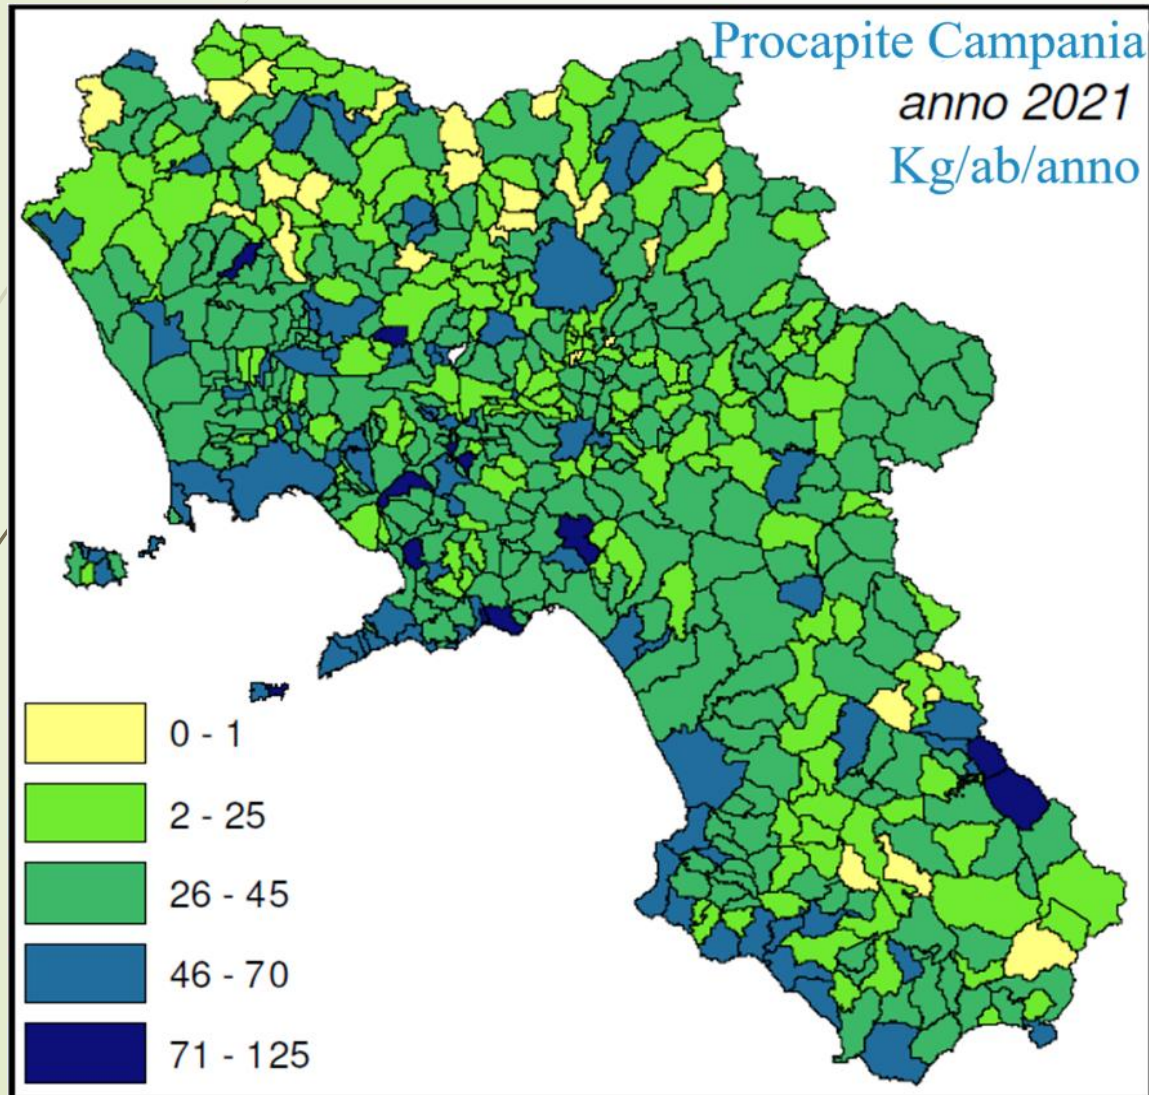 Procapite Campania
anno 2021
Kg/ab/anno
0 - 1
2 - 25
26 - 45
46 - 70
71 - 125